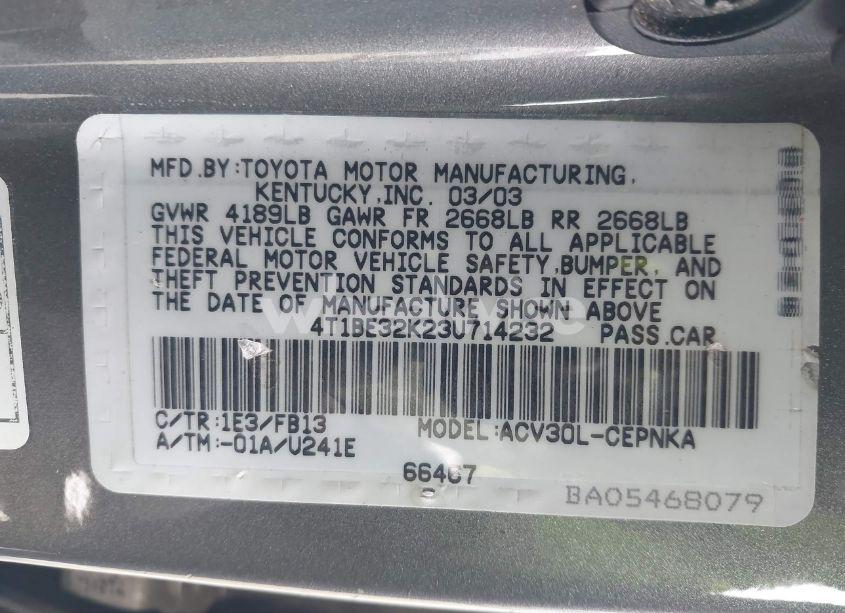 MFD.BY:TOYOTA MOTOR MANUFACTURING,
KENTUCKY,INC. 03/03
GVWR 4189LB GAWR FR 2668LB RR 2668LB
THIS VEHICLE CONFORMS TO ALL APPLICABLE
FEDERAL MOTOR VEHICLE SAFETY,BUMPER, AND
THEFT PREVENTION STANDARDS IN EFFECT ON
THE DATE OF MANUFACTURE SHOWN ABOVE
4T1BE32K23U714232 PASS.CAR
C/TR:1E3/FB13 MODEL:ACV30L-CEPNKA
A/TM:-01A/U241E
BA05468079